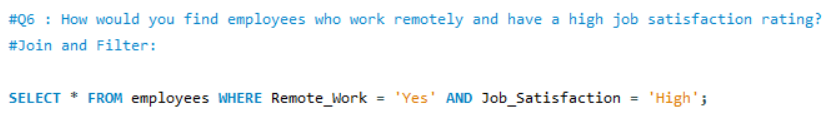 #Q6 : How would you find employees who work remotely and have a high job satisfaction rating?
#Join and Filter:
SELECT * FROM employees WHERE Remote_Work = 'Yes' AND Job_Satisfaction = 'High';